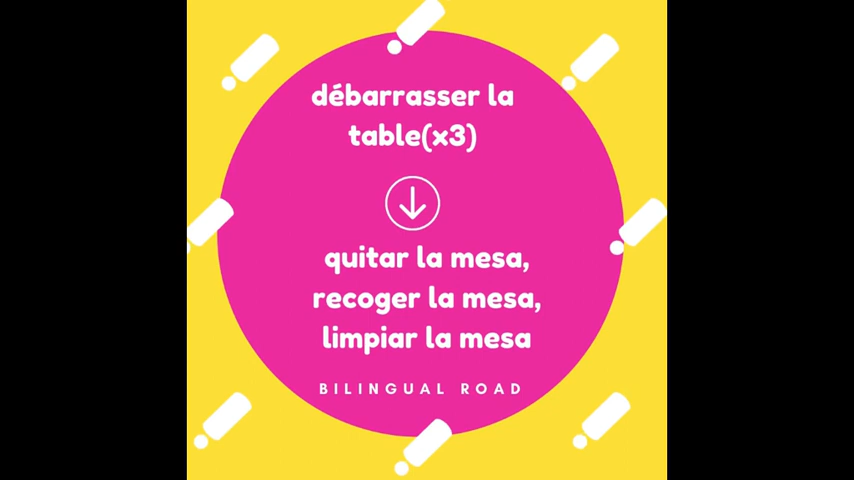 débarrasser la
table(x3)
quitar la mesa,
recoger la mesa,
limpiar la mesa
BILINGUAL ROAD